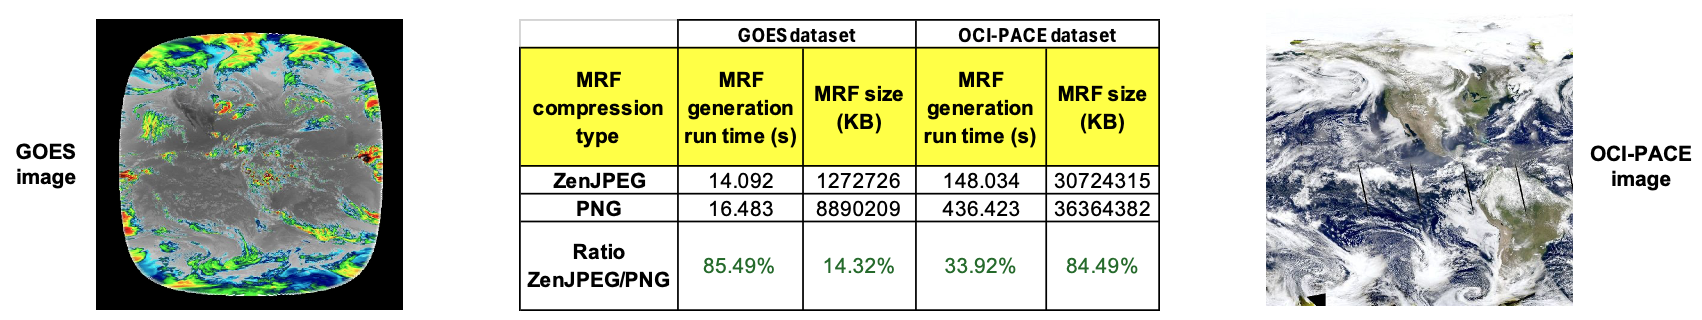 GOES
image
GOES dataset
OCI-PACE dataset
MRF
compression
type
MRF
generation
run time (s)
MRF size
(KB)
MRF
generation
run time (s)
MRF size
(KB)
ZenJPEG
14.092
1272726
148.034
30724315
PNG
16.483
8890209
436.423
36364382
Ratio
ZenJPEG/PNG
85.49%
14.32%
33.92%
84.49%
OCI-PACE
image